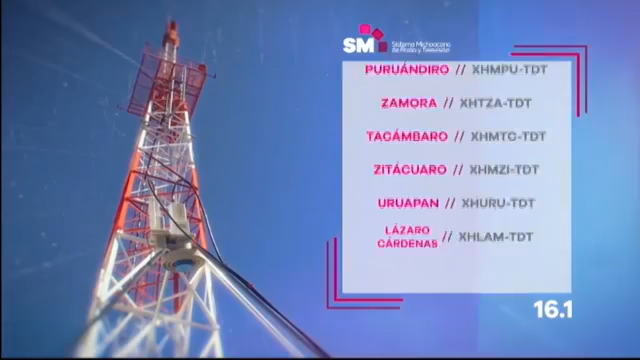 SM Sistema Michoacano
de Radio y Televisión
PURUÁNDIRO // XHMPU-TDT
ZAMORA // XHTZA-TDT
TACÁMBARO // XHMTC-TDT
ZITÁCUARO // XHMZI-TDT
URUAPAN // XHURU-TDT
LÁZARO
CÁRDENAS // XHLAM-TDT
16.1